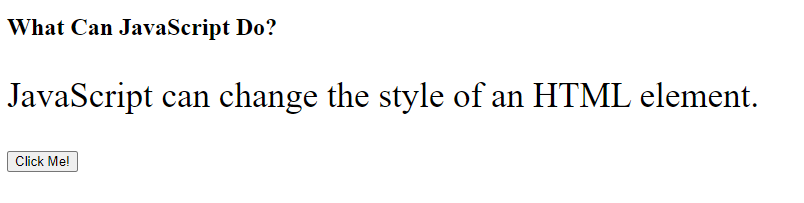 What Can JavaScript Do?
JavaScript can change the style of an HTML element.
Click Me!